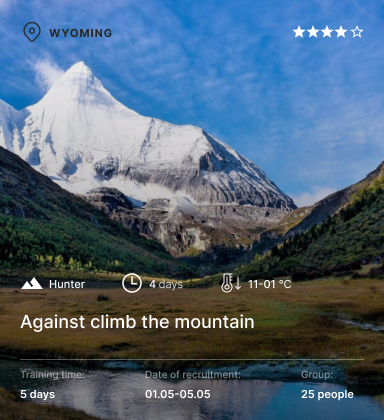 WYOMING
Hunter 4 days 11-01 °C
Against climb the mountain
Training time: Date of recruitment: Group:
5 days 01.05-05.05 25 people